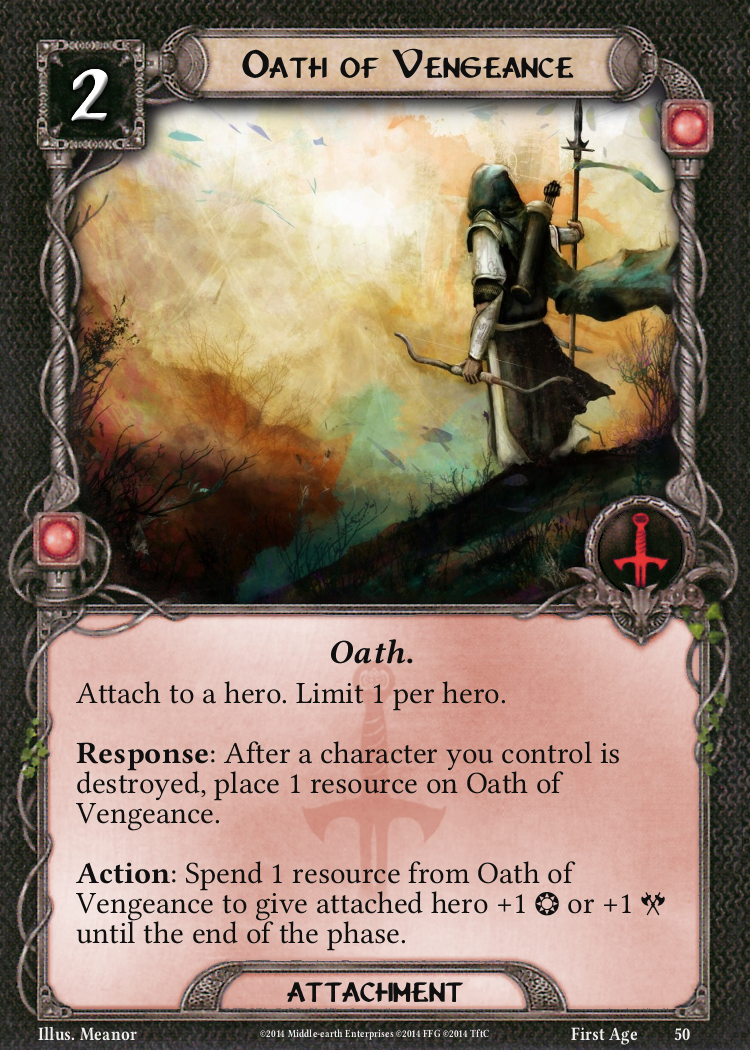 2
OATH OF VENGEANCE
Oath.
Attach to a hero. Limit 1 per hero.
Response: After a character you control is
destroyed, place 1 resource on Oath of
Vengeance.
Action: Spend 1 resource from Oath of
Vengeance to give attached hero +1 or +1
until the end of the phase.
ATTACHMENT
Illus. Meanor ©2014 Middle-earth Enterprises ©2014 FFG ©2014 TftC First Age 50